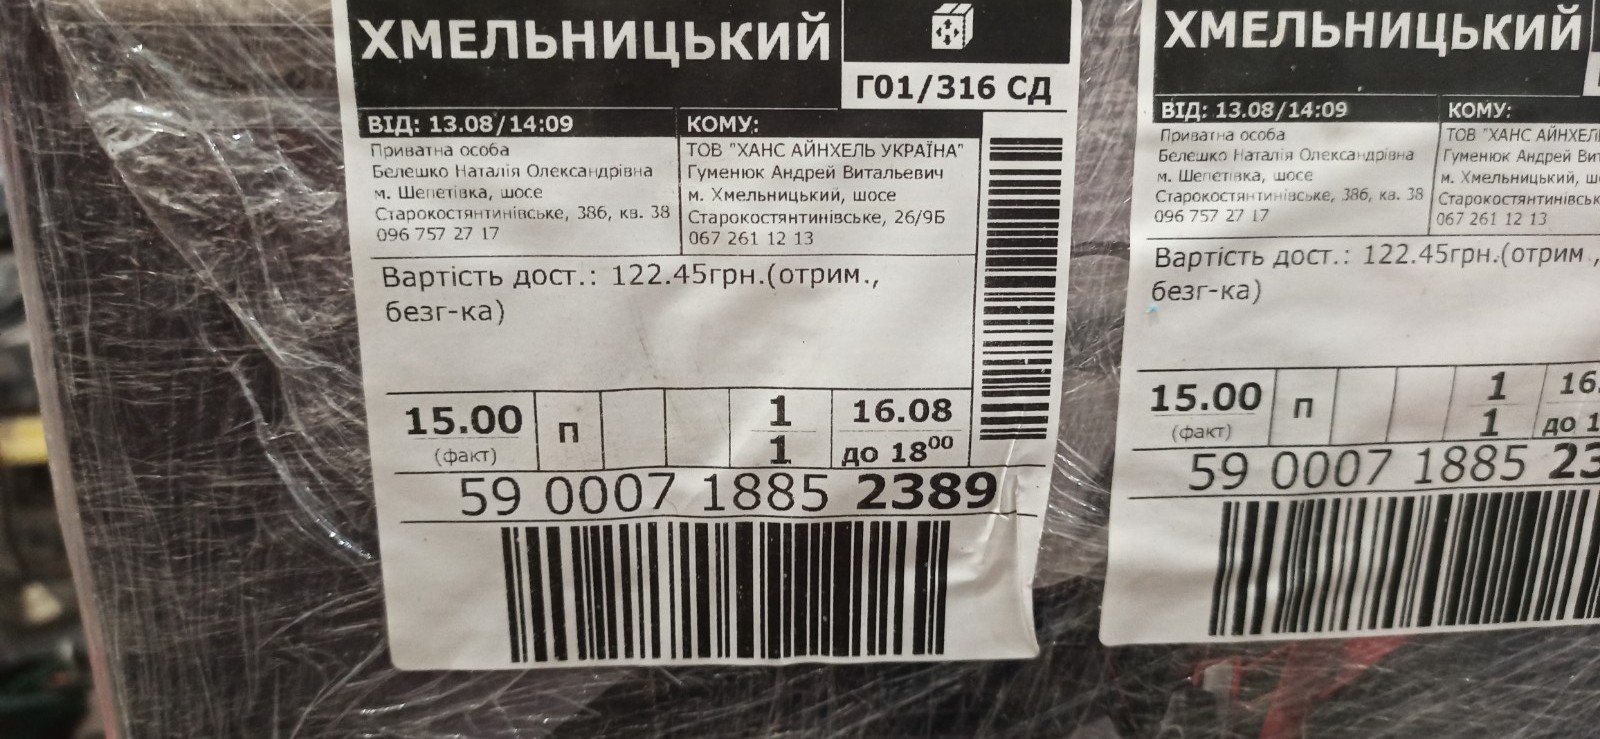 ХМЕЛЬНИЦЬКИЙ
Г01/316 СД
ВІД: 13.08/14:09
Приватна особа
Белешко Наталія Олександрівна
м. Шепетівка, шосе
Старокостянтинівське, 38б, кв. 38
096 757 27 17
КОМУ:
ТОВ "ХАНС АЙНХЕЛЬ УКРАЇНА"
Гуменюк Андрей Витальевич
м. Хмельницький, шосе
Старокостянтинівське, 26/9Б
067 261 12 13
Вартість дост.: 122.45грн.(отрим.,
безг-ка)
15.00
(факт)
П
1
1
16.08
до 18⁰⁰
59 0007 1885 2389
ХМЕЛЬНИЦЬКИЙ
ВІД: 13.08/14:09
Приватна особа
Белешко Наталія Олександрівна
м. Шепетівка, шосе
Старокостянтинівське, 38б, кв. 38
096 757 27 17
КОМУ:
ТОВ "ХАНС
Гуменюк Андрей
м. Хмельницький,
067 261 12 13
Вартість дост.: 122.45грн.(отрим.,
безг-ка)
15.00
(факт)
П
1
1
16.
до 1
59 0007 1885 23